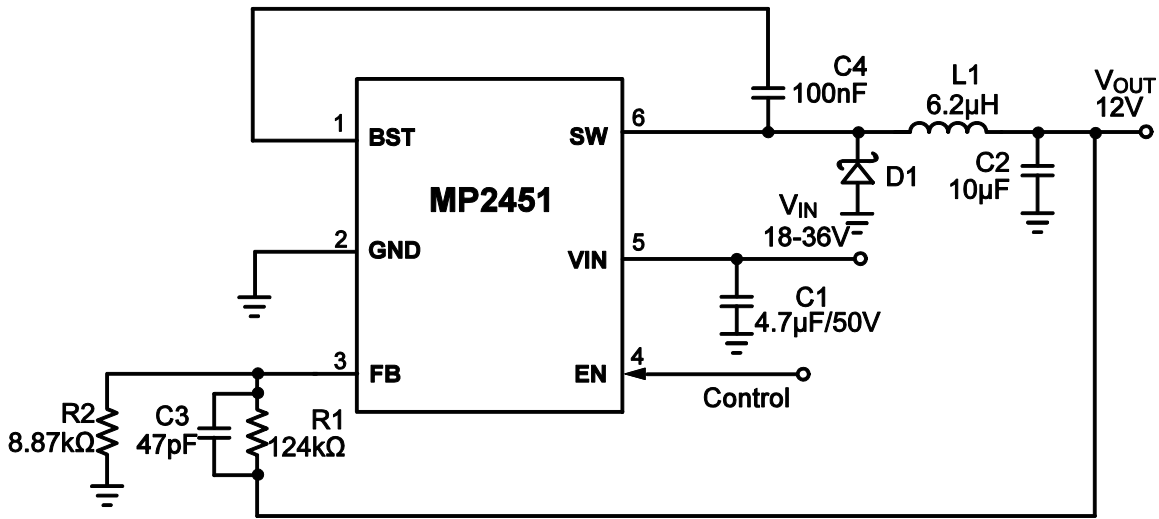 C4
100nF
L1
6.2µH
VOUT
12V
1
BST
SW
6
C2
10µF
D1
MP2451
VIN
18-36V
2
GND
VIN
5
C1
4.7µF/50V
3
FB
EN
4
Control
R2
8.87kΩ
C3
47pF
R1
124kΩ